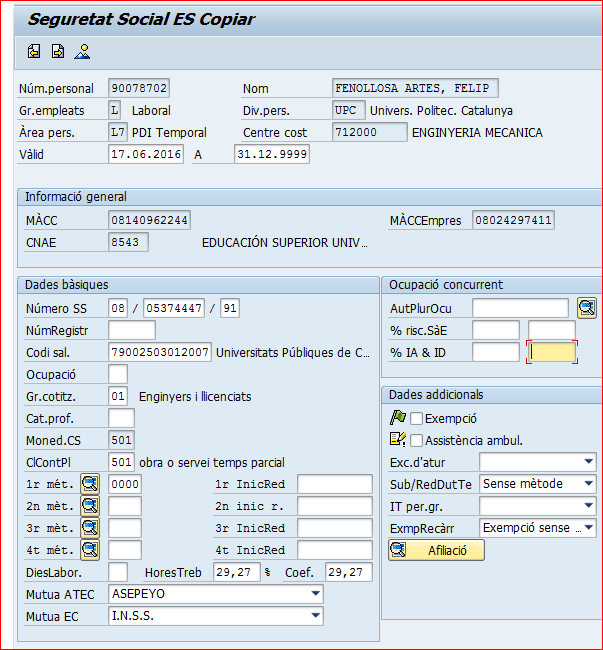 Seguretat Social ES Copiar
Núm.personal 90078702 Nom FENOLLOSA ARTES, FELIP
Gr.empleats L Laboral Div.pers. UPC Univers. Politec. Catalunya
Àrea pers. L7 PDI Temporal Centre cost 712000 ENGINYERIA MECANICA
Vàlid 17.06.2016 A 31.12.9999
Informació general
MÀCC 08140962244 MÀCCEmpres 08024297411
CNAE 8543 EDUCACIÓN SUPERIOR UNIV...
Dades bàsiques
Número SS 08 / 05374447 / 91
NúmRegistr
Codi sal. 79002503012007 Universitats Públiques de C...
Ocupació
Gr.cotitz. 01 Enginyers i llicenciats
Cat.prof.
Moned.CS 501
ClContPl 501 obra o servei temps parcial
1r mèt. 0000 1r InicRed
2n mèt. 2n inic r.
3r mèt. 3r InicRed
4t mét. 4t InicRed
DiesLabor. HoresTreb 29,27 % Coef. 29,27
Mutua ATEC ASEPEYO
Mutua EC I.N.S.S.
Ocupació concurrent
AutPlurOcu
% risc.SàE
% IA & ID
Dades addicionals
Exempció
Assistència ambul.
Exc.d'atur
Sub/RedDutTe Sense mètode
IT per.gr.
ExmpRecàrr Exempció sense ...
Afiliació